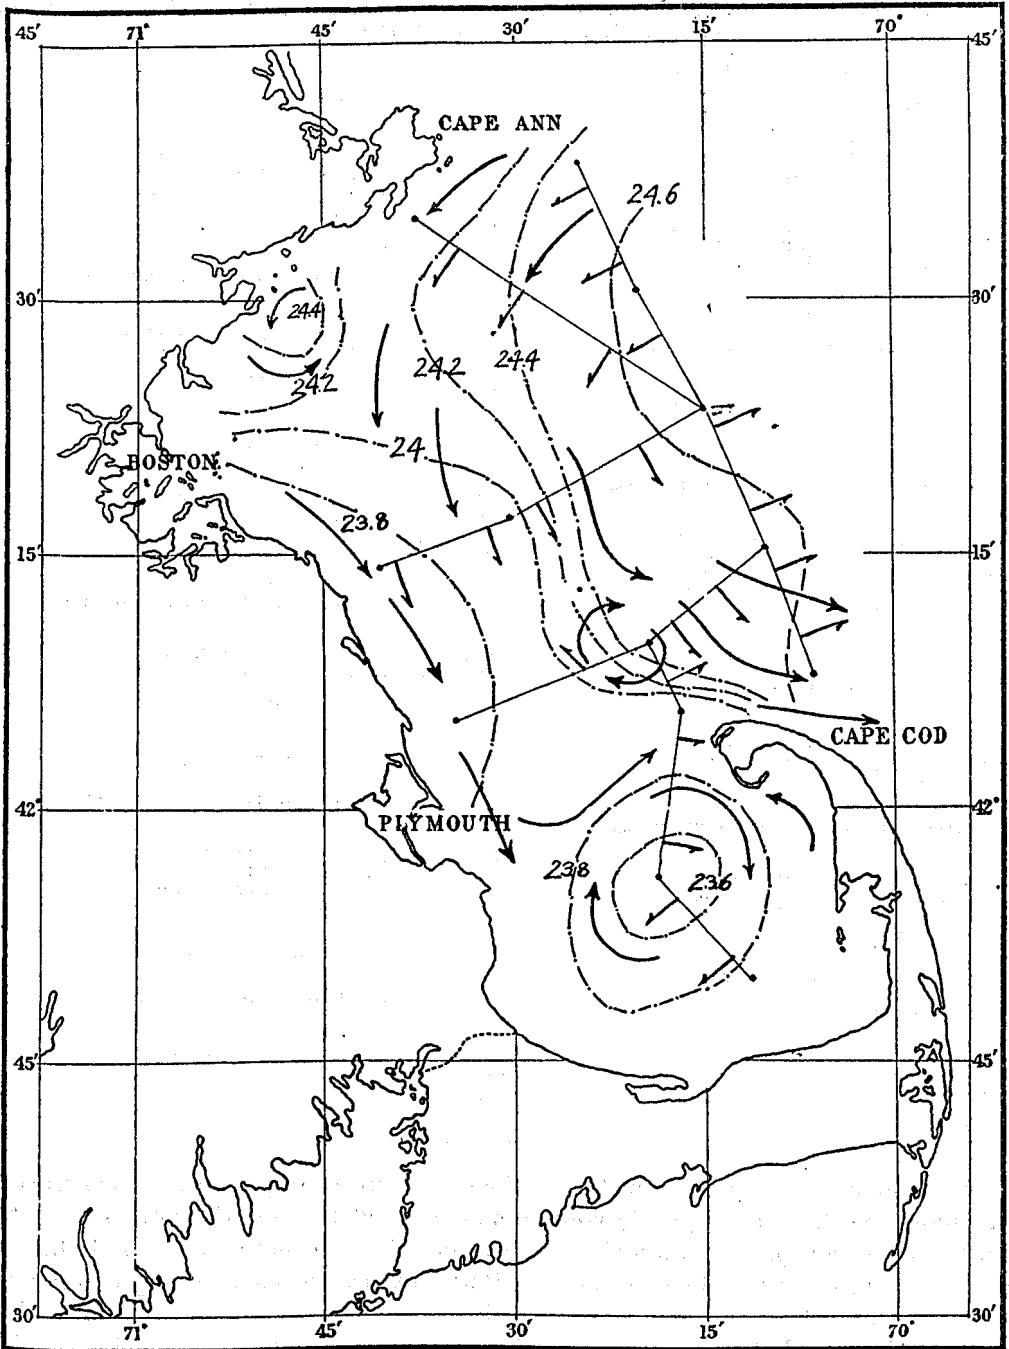 45′ 71° 45′ 30′ 15′ 70° 45′
CAPE ANN
24.6
30′ 30′
24.4
24.2 24.4
24.2
24.
BOSTON
23.8
15′ 15′
CAPE COD
42° 42°
PLYMOUTH
23.8 23.6
45′ 45′
30′ 30′
71° 45′ 30′ 15′ 70°